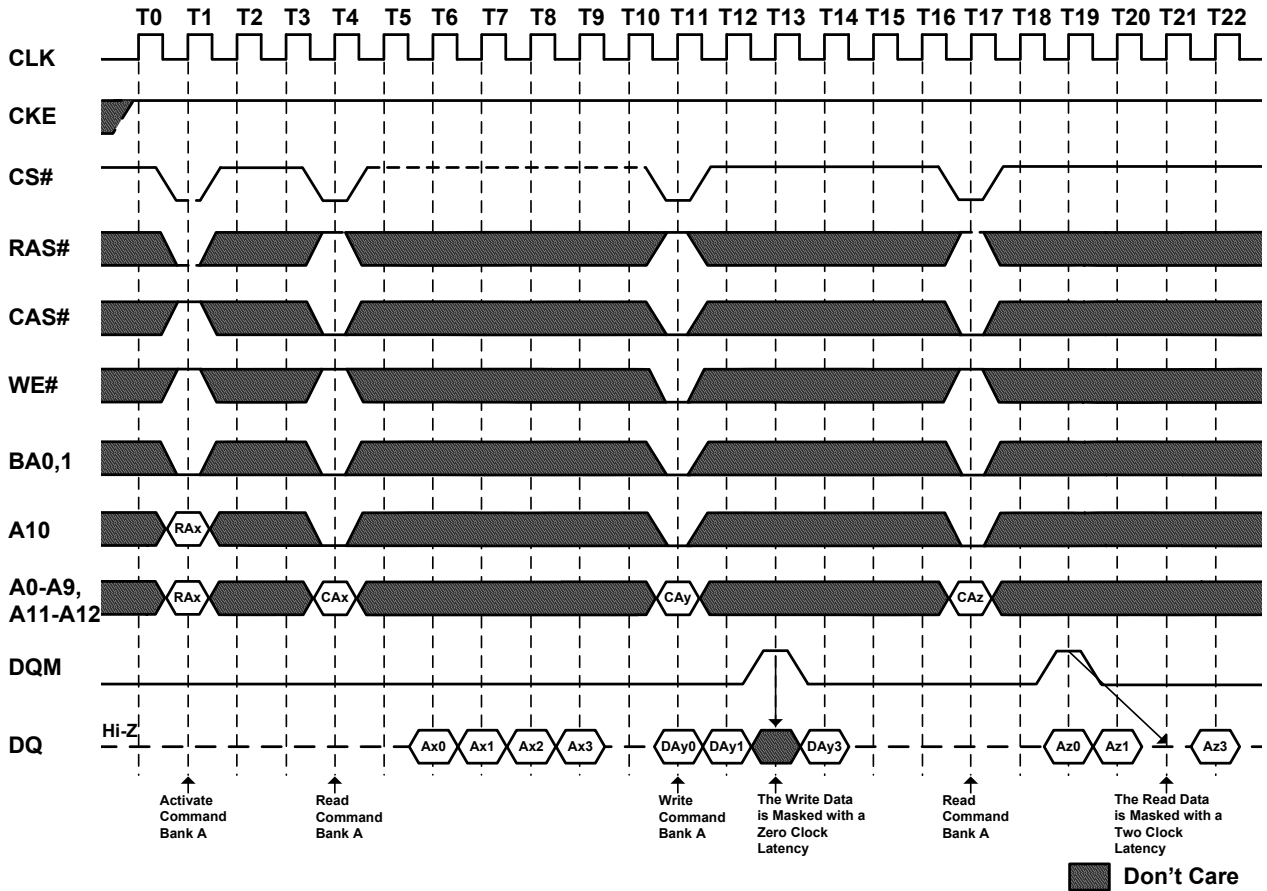 T0 T1 T2 T3 T4 T5 T6 T7 T8 T9 T10 T11 T12 T13 T14 T15 T16 T17 T18 T19 T20 T21 T22
CLK
CKE
CS#
RAS#
CAS#
WE#
BA0,1
A10
RAx
A0-A9,
A11-A12
RAx CAx CAy CAz
DQM
Hi-Z
DQ
Ax0 Ax1 Ax2 Ax3 DAy0 DAy1 DAy3 Az0 Az1 Az3
Activate
Command
Bank A
Read
Command
Bank A
Write
Command
Bank A
The Write Data
is Masked with a
Zero Clock
Latency
Read
Command
Bank A
The Read Data
is Masked with a
Two Clock
Latency
Don't Care